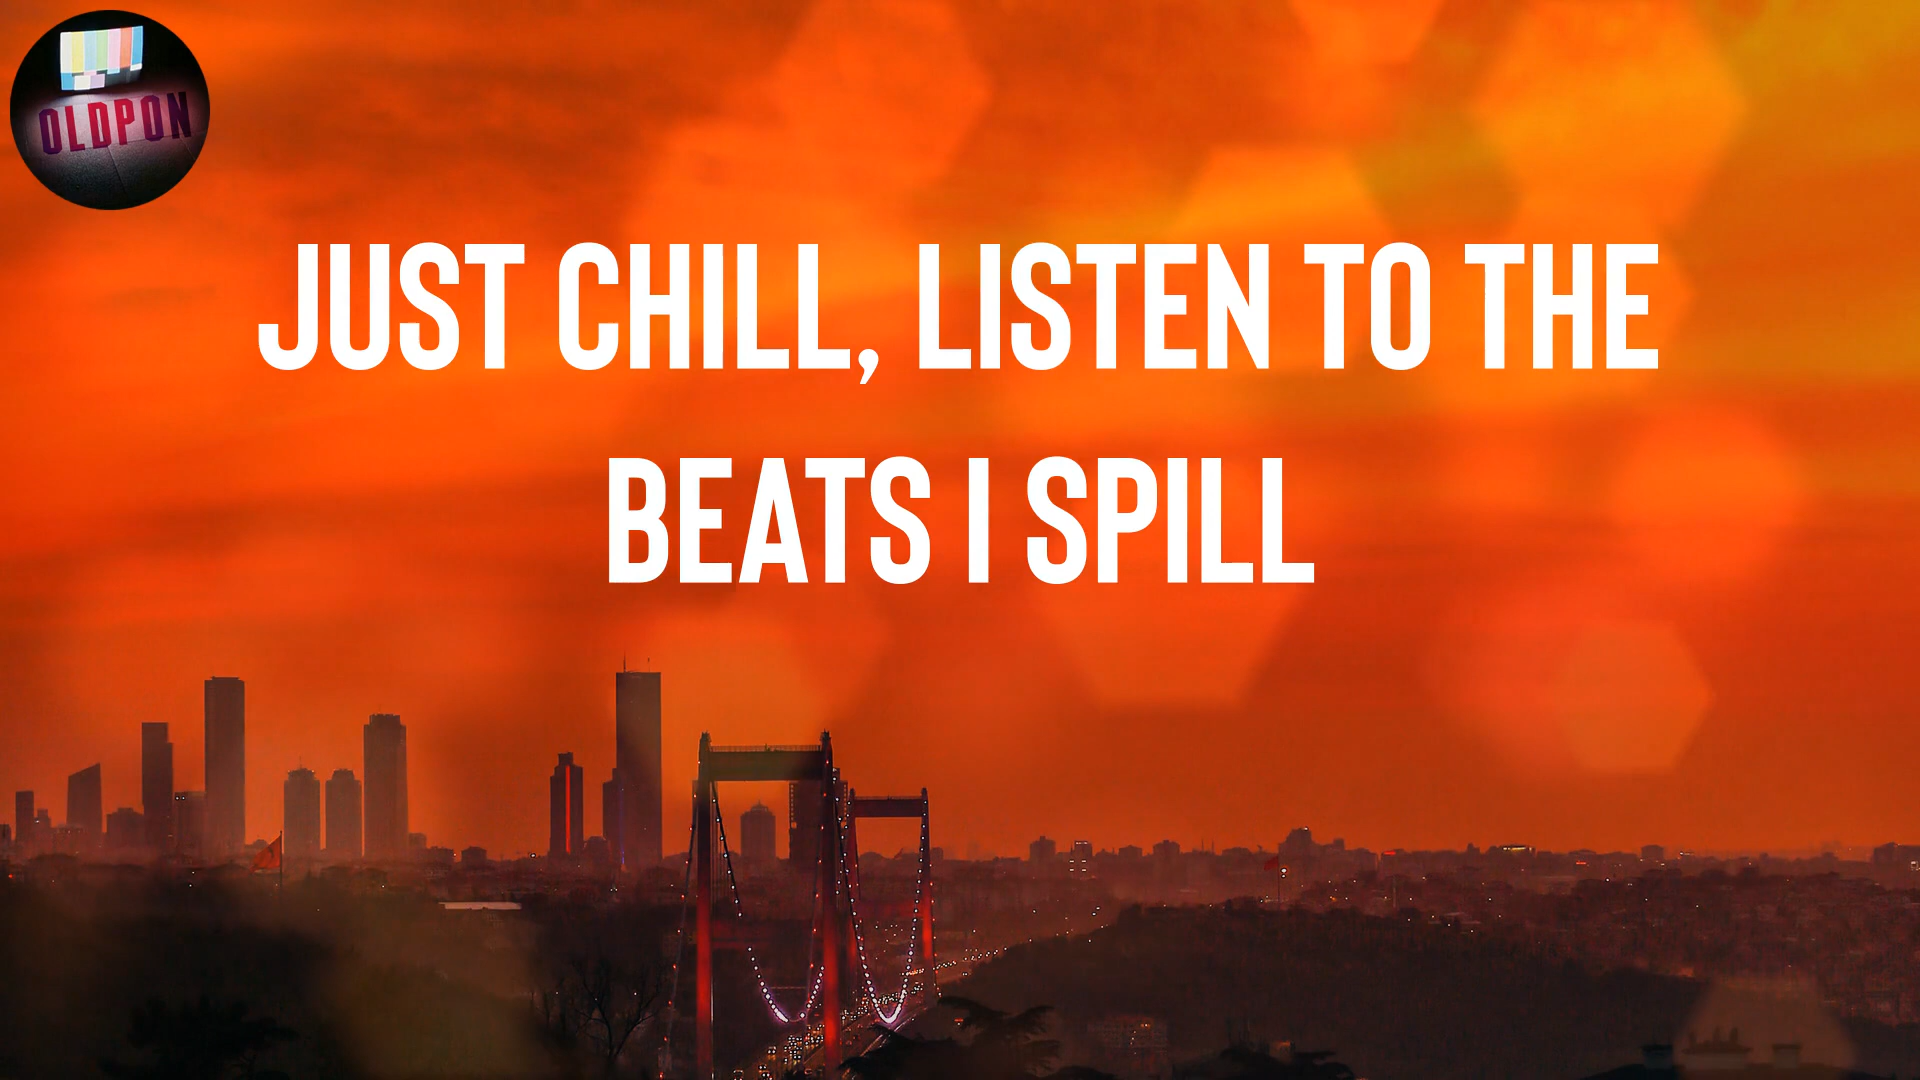 OLDPON
JUST CHILL, LISTEN TO THE
BEATS I SPILL